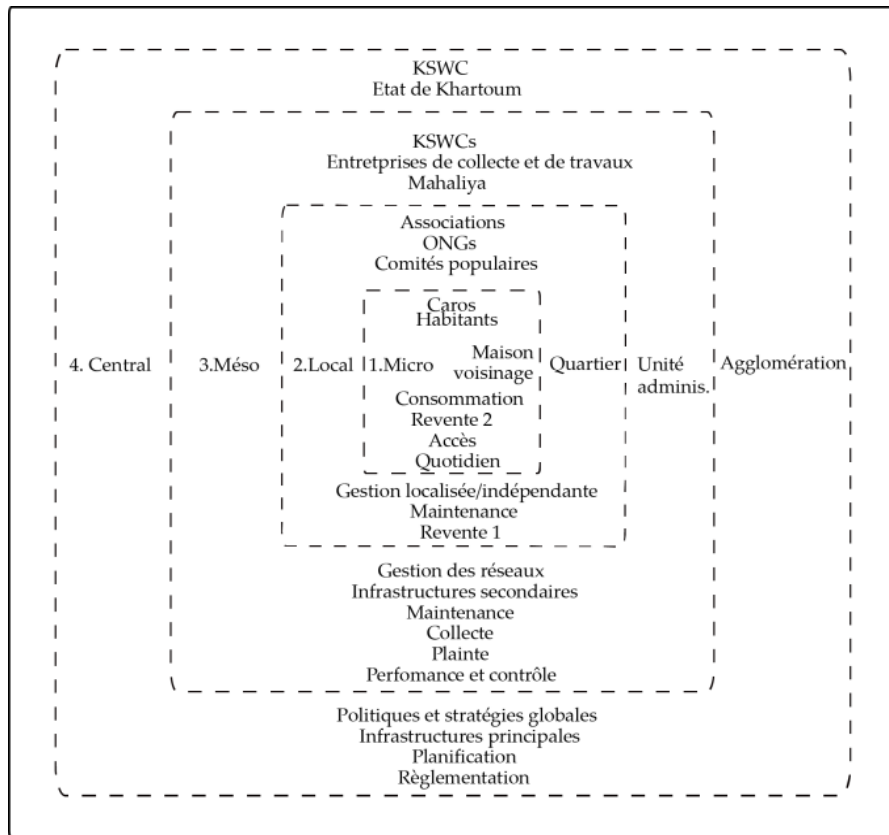 KSWC
Etat de Khartoum
KSWCs
Entretprises de collecte et de travaux
Mahaliya
Associations
ONGs
Comités populaires
Caros
Habitants
4. Central
3.Méso
2.Local
1.Micro
Maison
voisinage
Quartier
Unité
adminis.
Agglomération
Consommation
Revente 2
Accès
Quotidien
Gestion localisée/indépendante
Maintenance
Revente 1
Gestion des réseaux
Infrastructures secondaires
Maintenance
Collecte
Plainte
Perfomance et contrôle
Politiques et stratégies globales
Infrastructures principales
Planification
Règlementation